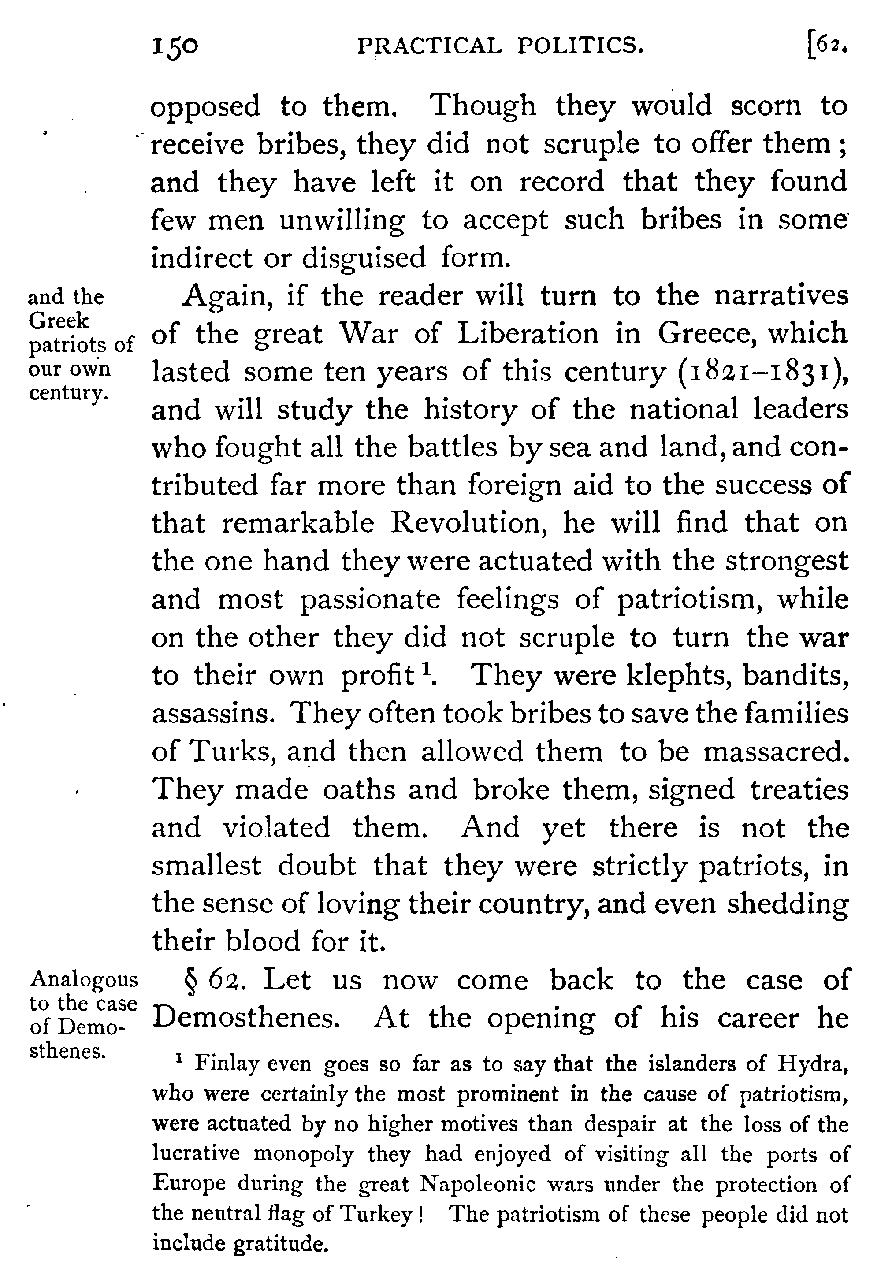 150 PRACTICAL POLITICS. [62.
opposed to them. Though they would scorn to
receive bribes, they did not scruple to offer them ;
and they have left it on record that they found
few men unwilling to accept such bribes in some
indirect or disguised form.
and the
Greek
patriots of
our own
century.
Again, if the reader will turn to the narratives
of the great War of Liberation in Greece, which
lasted some ten years of this century (1821–1831),
and will study the history of the national leaders
who fought all the battles by sea and land, and con-
tributed far more than foreign aid to the success of
that remarkable Revolution, he will find that on
the one hand they were actuated with the strongest
and most passionate feelings of patriotism, while
on the other they did not scruple to turn the war
to their own profit ¹. They were klephts, bandits,
assassins. They often took bribes to save the families
of Turks, and then allowed them to be massacred.
They made oaths and broke them, signed treaties
and violated them. And yet there is not the
smallest doubt that they were strictly patriots, in
the sense of loving their country, and even shedding
their blood for it.
Analogous
to the case
of Demo-
sthenes.
§ 62. Let us now come back to the case of
Demosthenes. At the opening of his career he
¹ Finlay even goes so far as to say that the islanders of Hydra,
who were certainly the most prominent in the cause of patriotism,
were actuated by no higher motives than despair at the loss of the
lucrative monopoly they had enjoyed of visiting all the ports of
Europe during the great Napoleonic wars under the protection of
the neutral flag of Turkey! The patriotism of these people did not
include gratitude.